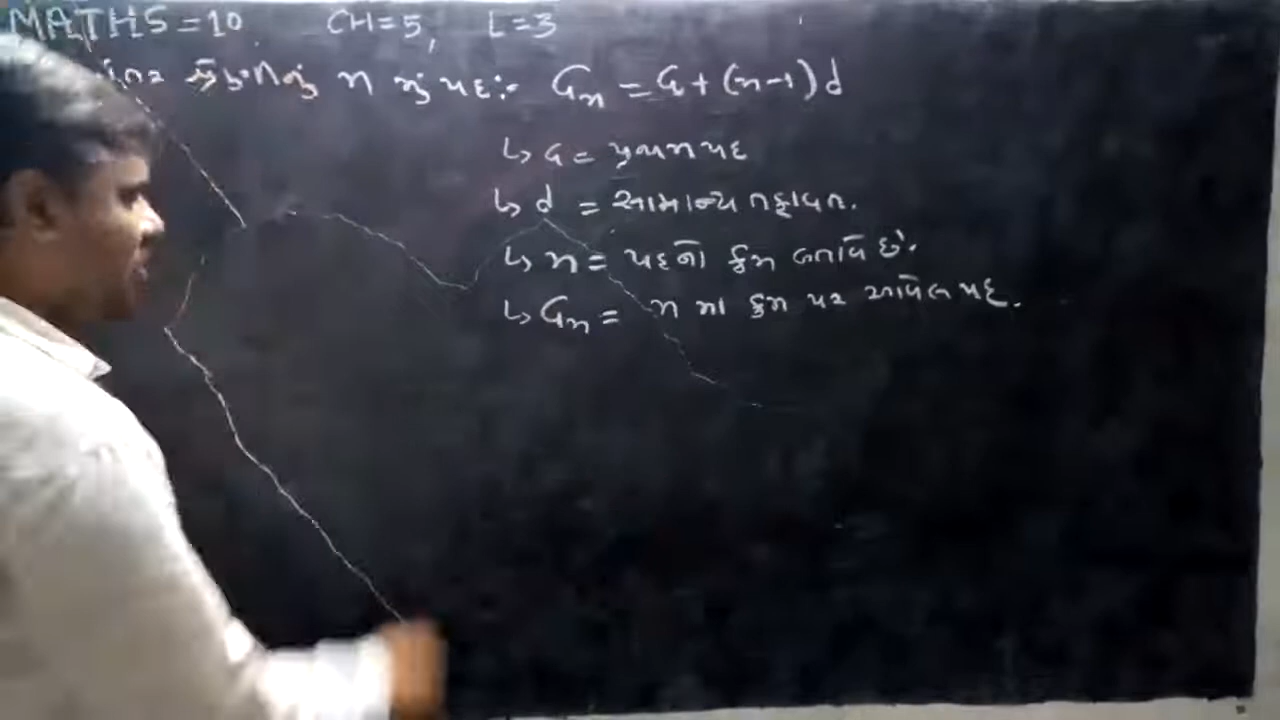 MATHS = 10 CH = 5, L = 3
n નું પદ :- an = a + (n-1) d
↳ a = પ્રથમ પદ
↳ d = સામાન્ય તફાવત.
↳ n = પદનો ક્રમ બતાવે છે.
↳ an = n મા ક્રમ પર આવેલ પદ.